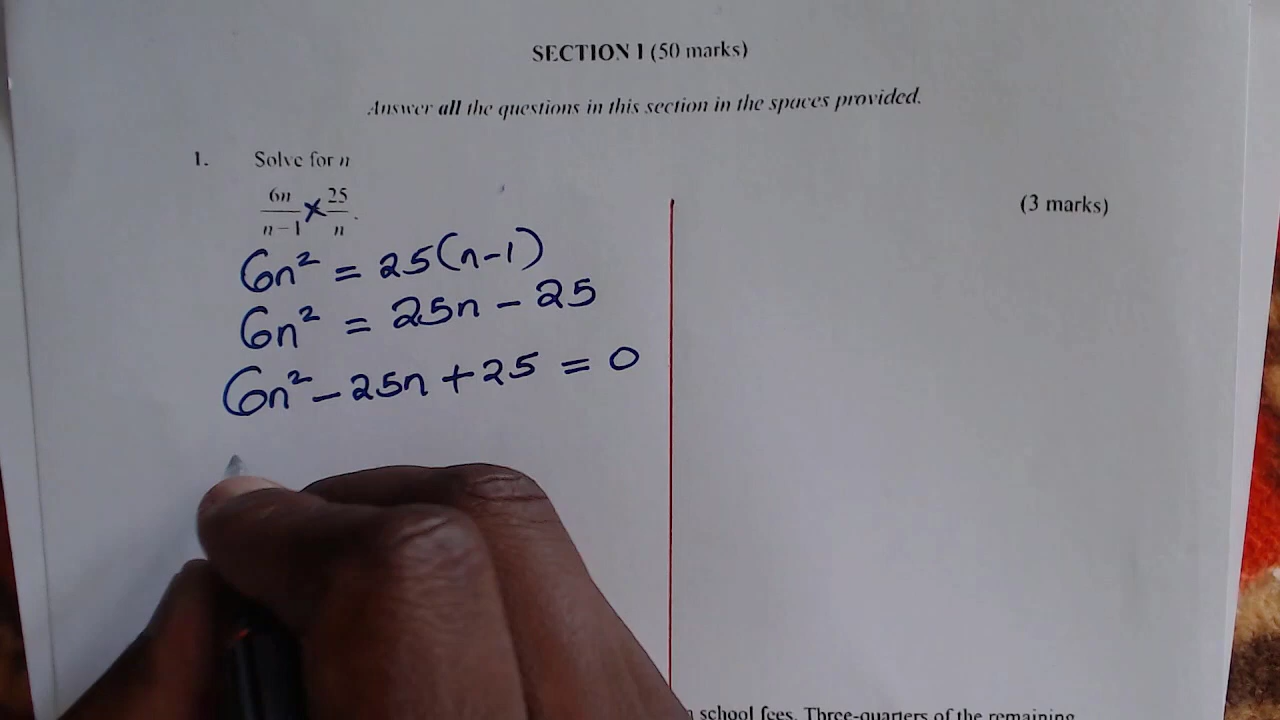 SECTION I (50 marks)
Answer all the questions in this section in the spaces provided.
1. Solve for n
6n/n-1 × 25/n.
(3 marks)
6n² = 25(n-1)
6n² = 25n - 25
6n² - 25n + 25 = 0
school fees. Three-quarters of the remaining